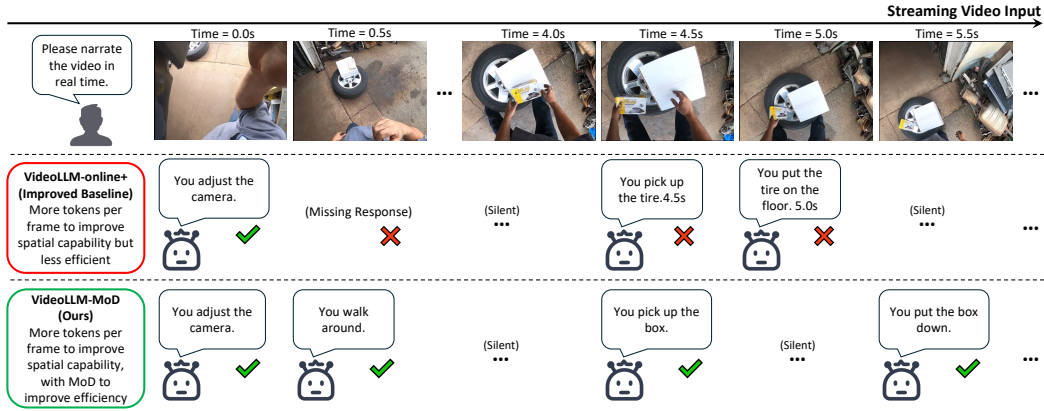 Streaming Video Input
Time = 0.0s
Time = 0.5s
Time = 4.0s
Time = 4.5s
Time = 5.0s
Time = 5.5s
Please narrate
the video in
real time.
...
...
VideoLLM-online+
(Improved Baseline)
More tokens per
frame to improve
spatial capability but
less efficient
You adjust the
camera.
(Missing Response)
(Silent)
...
You pick up
the tire.4.5s
You put the
tire on the
floor. 5.0s
(Silent)
...
...
VideoLLM-MoD
(Ours)
More tokens per
frame to improve
spatial capability,
with MoD to
improve efficiency
You adjust the
camera.
You walk
around.
(Silent)
...
You pick up the
box.
(Silent)
...
You put the box
down.
...